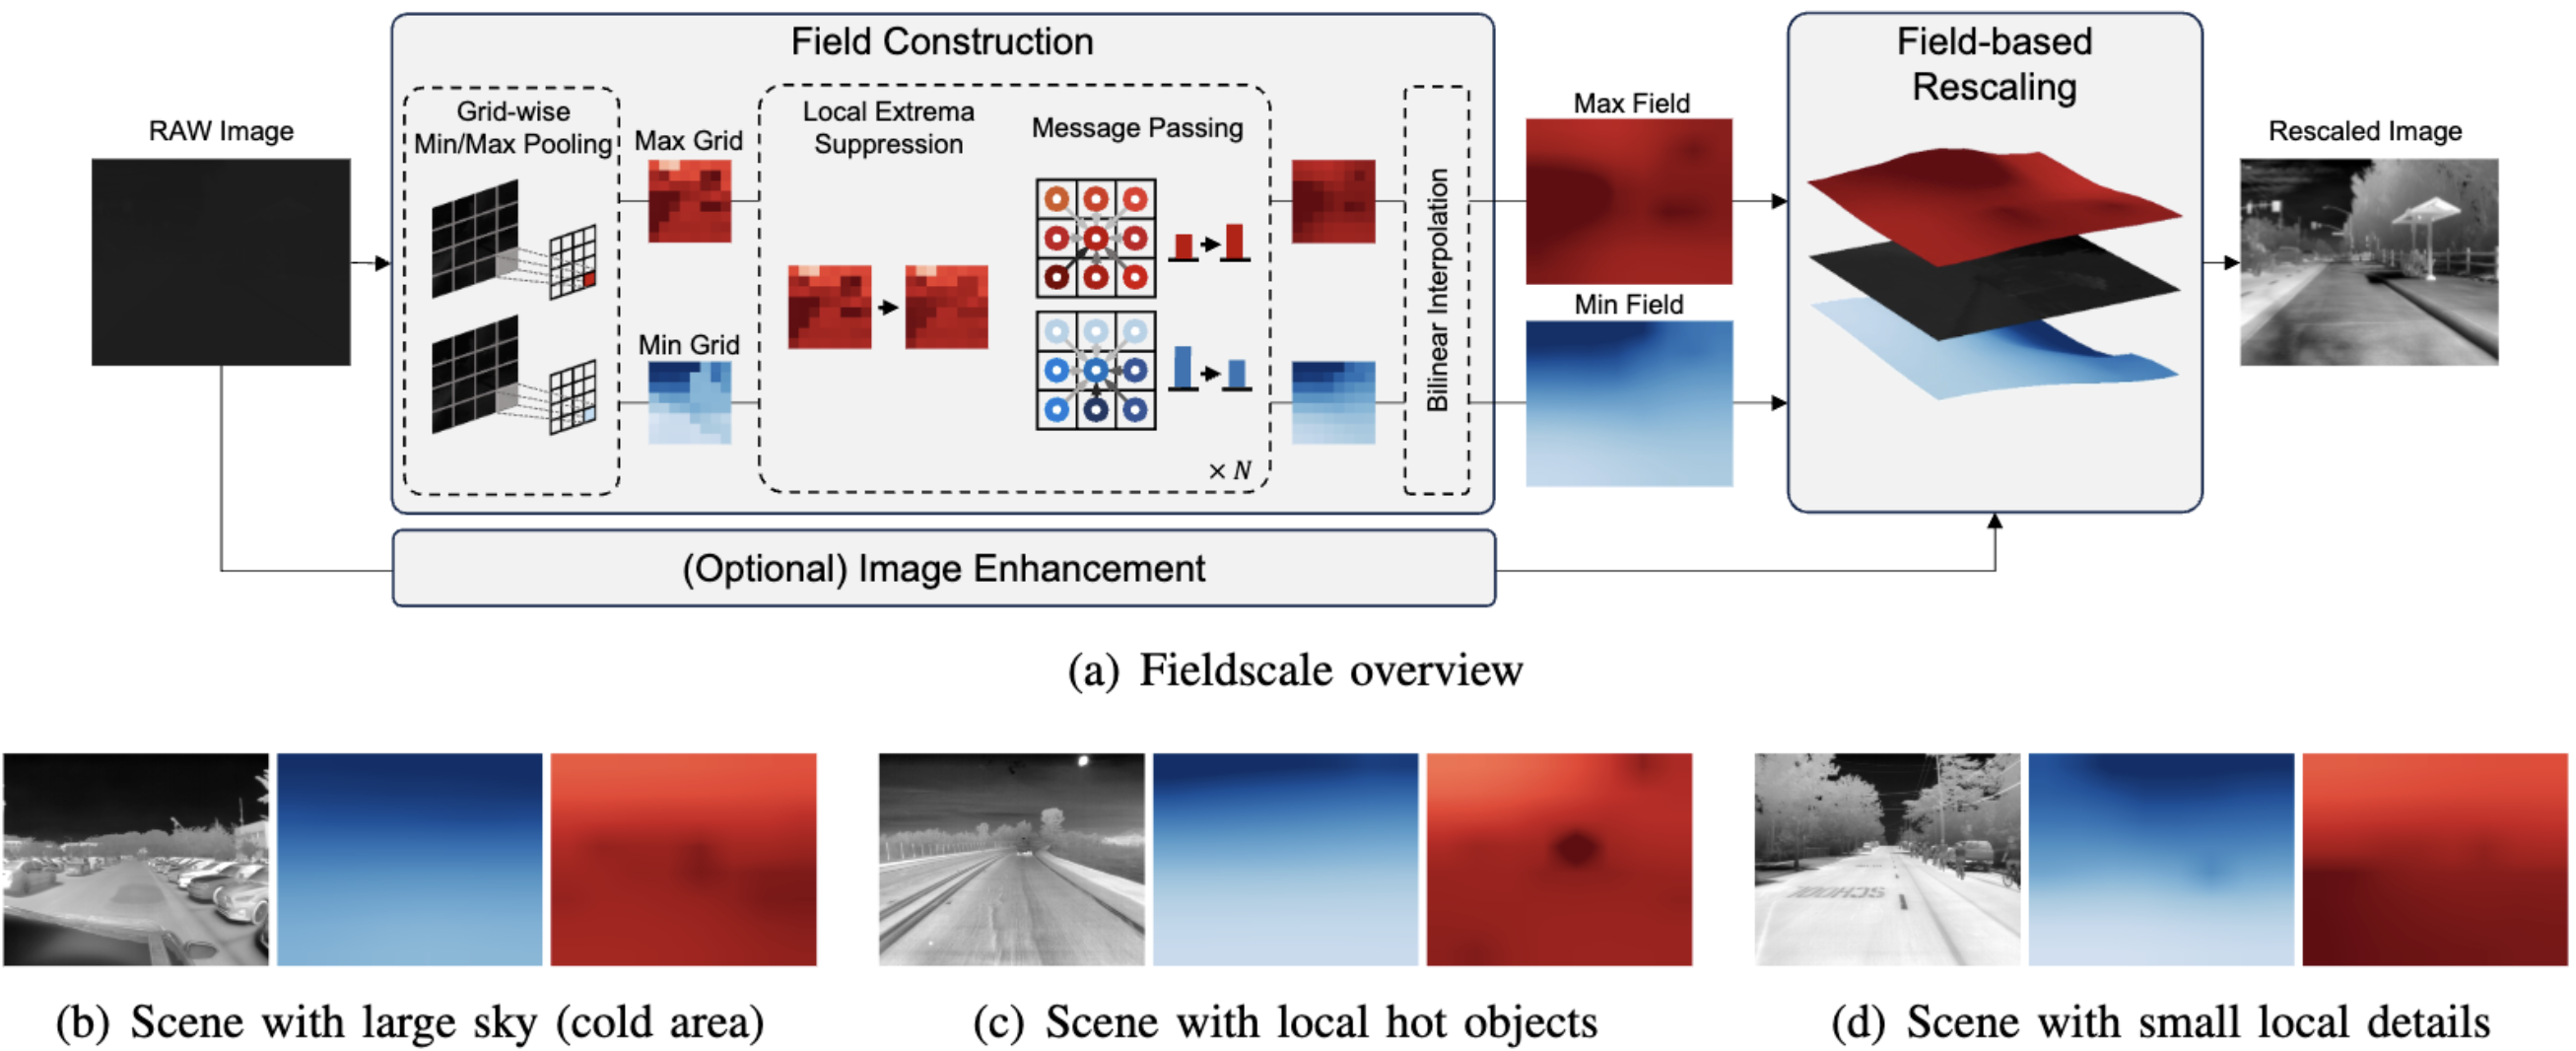 Field Construction
Field-based
Rescaling
Grid-wise
Min/Max Pooling
Local Extrema
Suppression
Message Passing
RAW Image
Max Grid
Max Field
Rescaled Image
Min Grid
Min Field
Bilinear Interpolation
× N
(Optional) Image Enhancement
(a) Fieldscale overview
SCHOOL
(b) Scene with large sky (cold area)
(c) Scene with local hot objects
(d) Scene with small local details